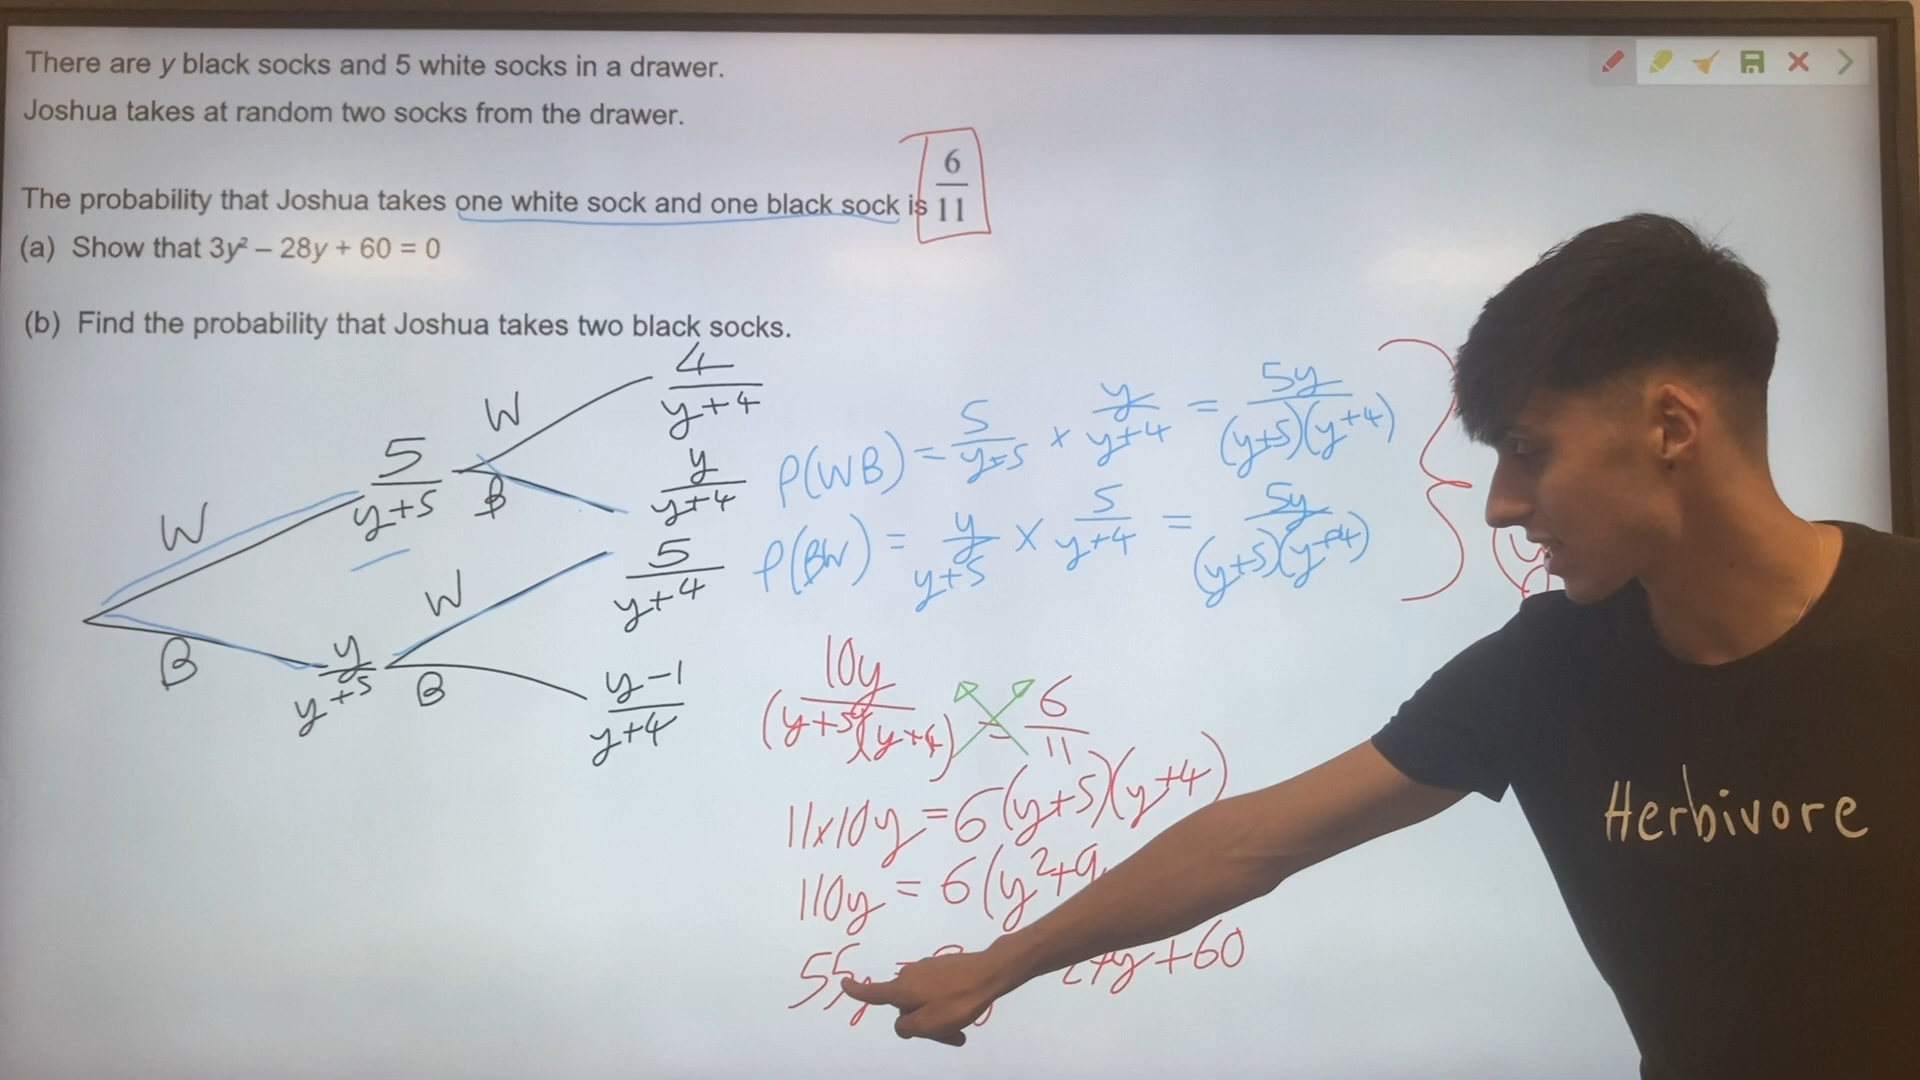 There are y black socks and 5 white socks in a drawer.
Joshua takes at random two socks from the drawer.
The probability that Joshua takes one white sock and one black sock is 6/11
(a) Show that 3y² – 28y + 60 = 0
(b) Find the probability that Joshua takes two black socks.
W
5/y+5
W
4/y+4
B
y/y+4
B
y/y+5
W
5/y+4
B
y-1/y+4
P(WB) = 5/y+5 × y/y+4 = 5y/(y+5)(y+4)
P(BW) = y/y+5 × 5/y+4 = 5y/(y+5)(y+4)
10y/(y+5)(y+4) = 6/11
11×10y = 6(y+5)(y+4)
110y = 6(y²+9
55y
y+60
Herbivore